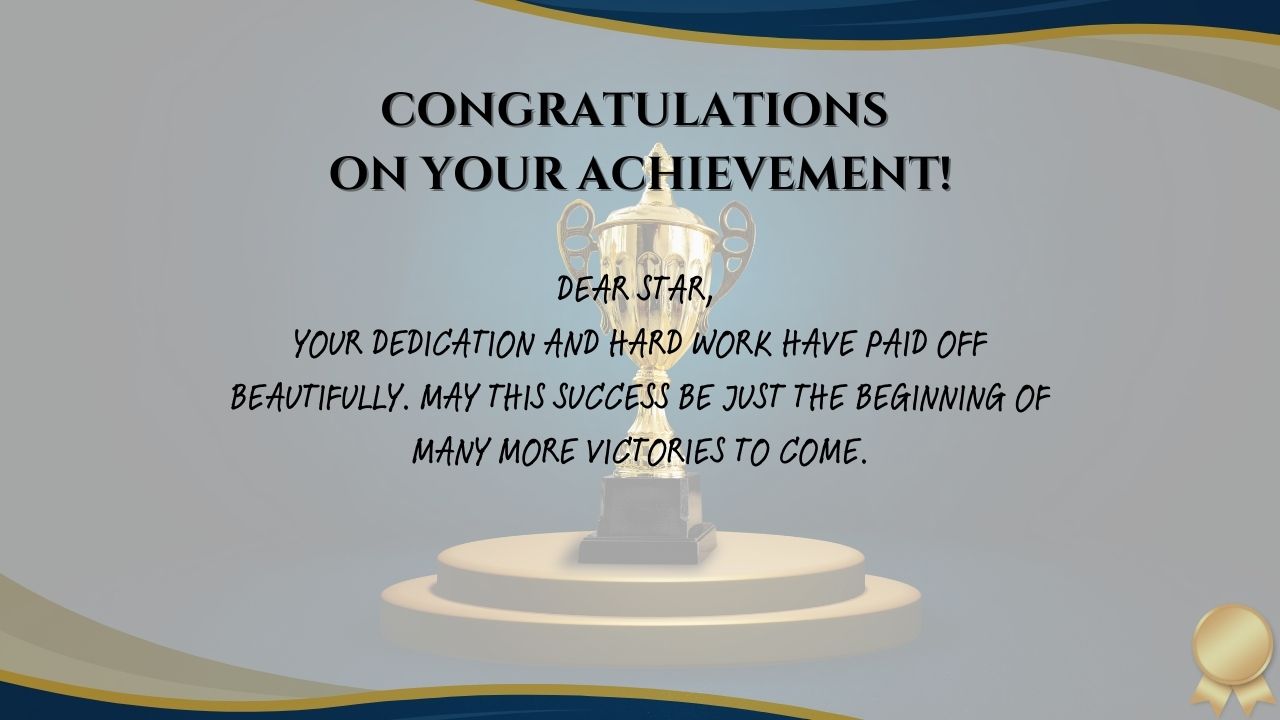 CONGRATULATIONS
ON YOUR ACHIEVEMENT!
DEAR STAR,
YOUR DEDICATION AND HARD WORK HAVE PAID OFF
BEAUTIFULLY. MAY THIS SUCCESS BE JUST THE BEGINNING OF
MANY MORE VICTORIES TO COME.